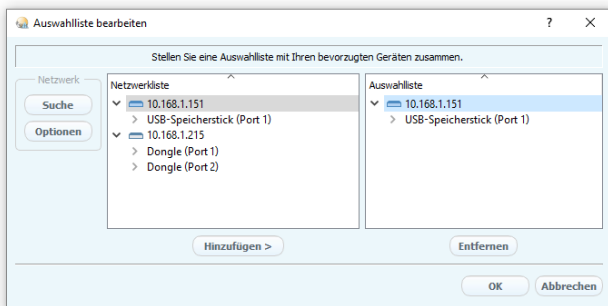 Auswahlliste bearbeiten
Stellen Sie eine Auswahlliste mit Ihren bevorzugten Geräten zusammen.
Netzwerk
Suche
Optionen
Netzwerkliste
10.168.1.151
USB-Speicherstick (Port 1)
10.168.1.215
Dongle (Port 1)
Dongle (Port 2)
Hinzufügen >
Auswahlliste
10.168.1.151
USB-Speicherstick (Port 1)
Entfernen
OK
Abbrechen